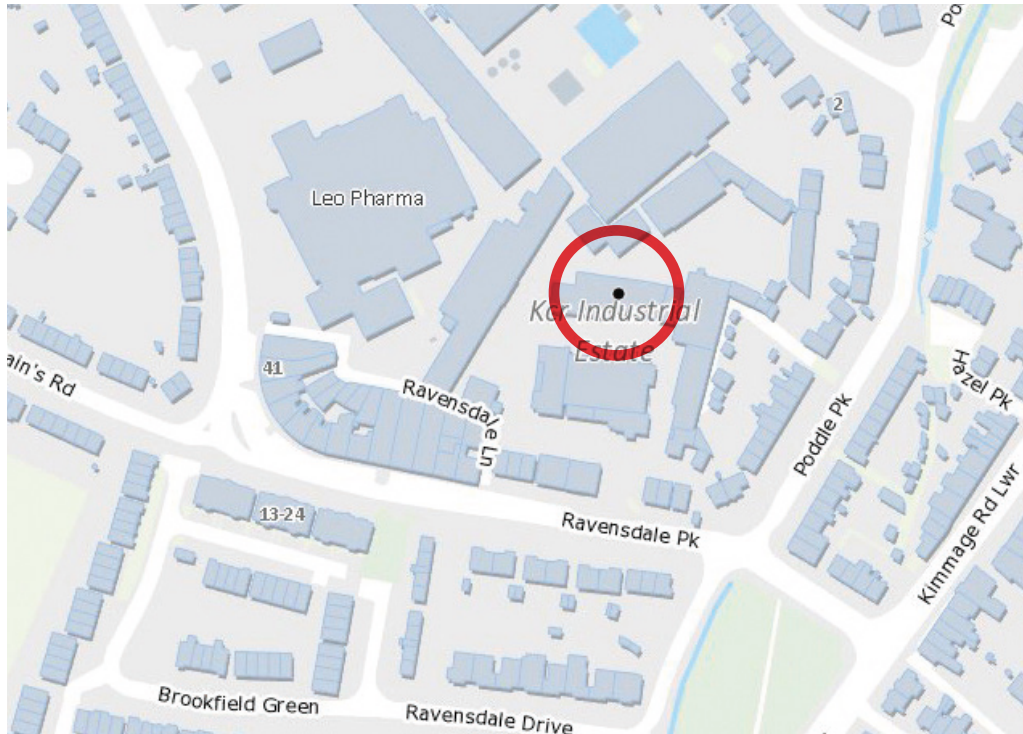 Po
2
Leo Pharma
Kcr Industrial
Estate
41
ain's Rd
Ravensdale Ln
Hazel Pk
Poddle Pk
13-24
Ravensdale Pk
Kimmage Rd Lwr
Brookfield Green
Ravensdale Drive